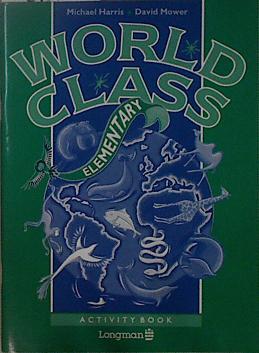 Michael Harris · David Mower
WORLD
CLASS
ELEMENTARY
ACTIVITY BOOK
Longman